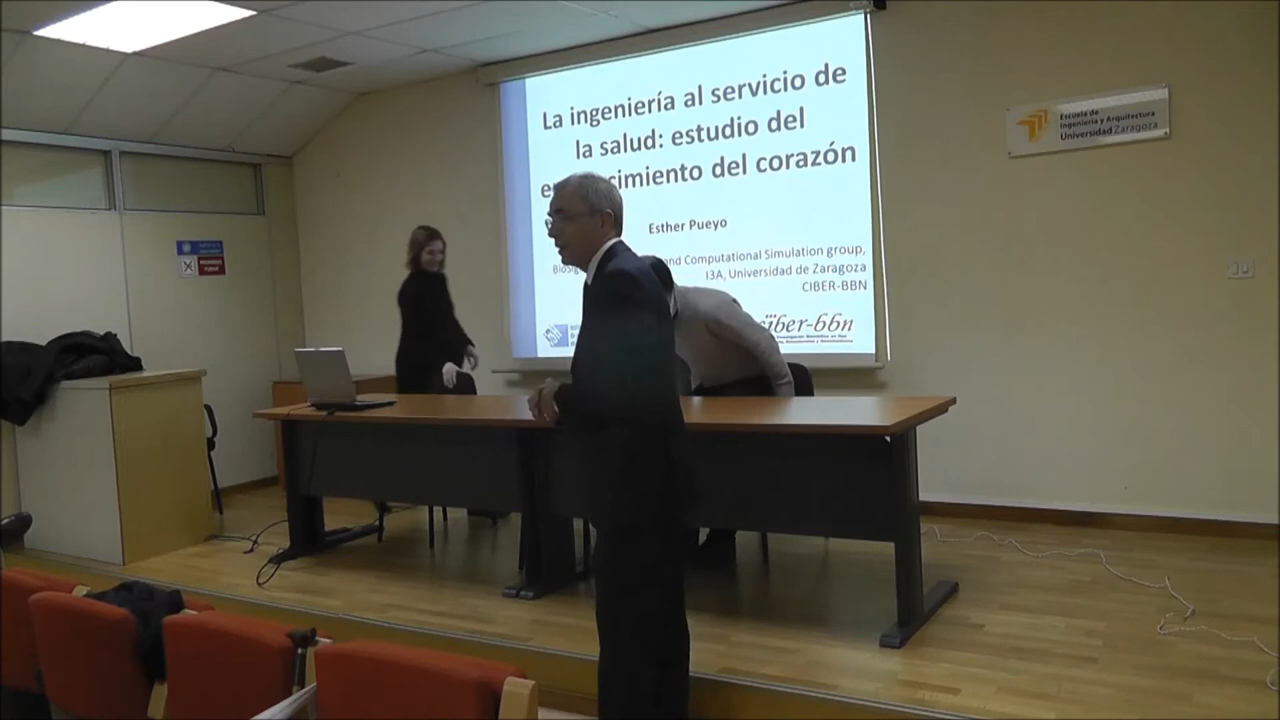 La ingeniería al servicio de
la salud: estudio del
cimiento del corazón
Esther Pueyo
and Computational Simulation group,
I3A, Universidad de Zaragoza
CIBER-BBN
ciber-bbn
Escuela de
Ingeniería y Arquitectura
Universidad Zaragoza